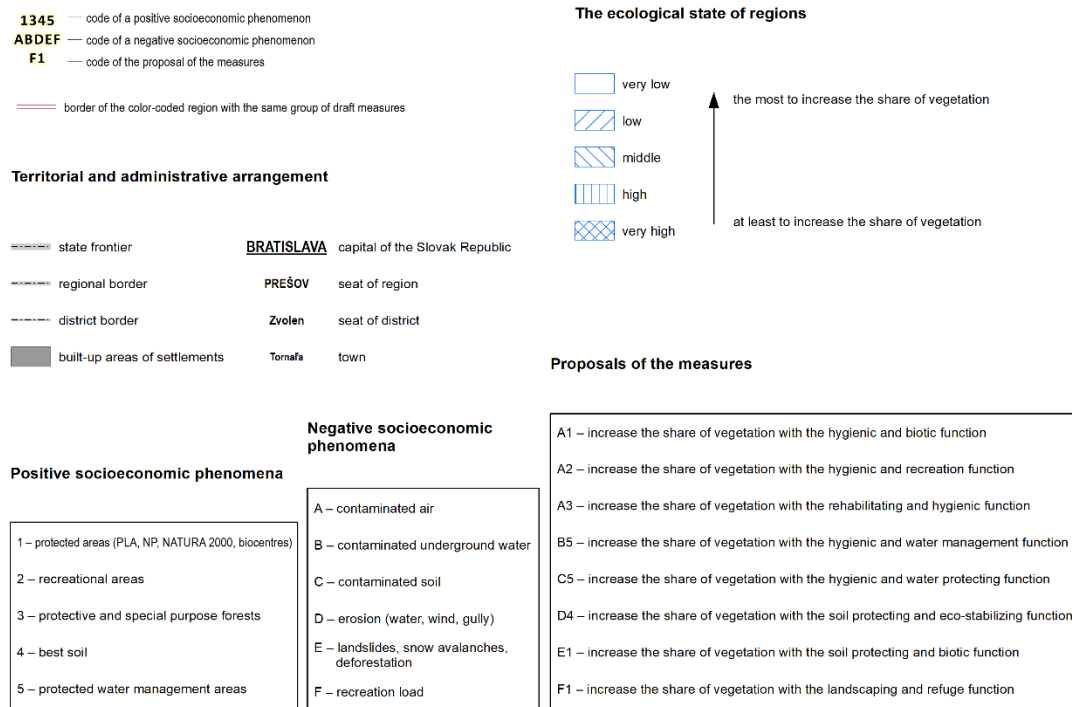 1345 code of a positive socioeconomic phenomenon
ABDEF code of a negative socioeconomic phenomenon
F1 code of the proposal of the measures
border of the color-coded region with the same group of draft measures
The ecological state of regions
very low
low
middle
high
very high
the most to increase the share of vegetation
at least to increase the share of vegetation
Territorial and administrative arrangement
state frontier
regional border
district border
built-up areas of settlements
BRATISLAVA capital of the Slovak Republic
PREŠOV seat of region
Zvolen seat of district
Tornaľa town
Positive socioeconomic phenomena
1 – protected areas (PLA, NP, NATURA 2000, biocentres)
2 – recreational areas
3 – protective and special purpose forests
4 – best soil
5 – protected water management areas
Negative socioeconomic
phenomena
A – contaminated air
B – contaminated underground water
C – contaminated soil
D – erosion (water, wind, gully)
E – landslides, snow avalanches,
deforestation
F – recreation load
Proposals of the measures
A1 – increase the share of vegetation with the hygienic and biotic function
A2 – increase the share of vegetation with the hygienic and recreation function
A3 – increase the share of vegetation with the rehabilitating and hygienic function
B5 – increase the share of vegetation with the hygienic and water management function
C5 – increase the share of vegetation with the hygienic and water protecting function
D4 – increase the share of vegetation with the soil protecting and eco-stabilizing function
E1 – increase the share of vegetation with the soil protecting and biotic function
F1 – increase the share of vegetation with the landscaping and refuge function